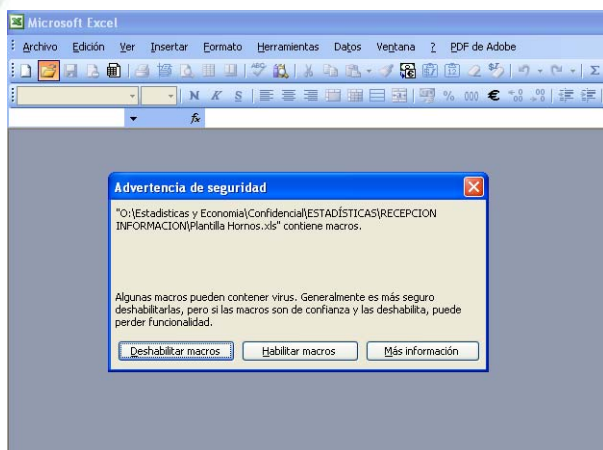 Microsoft Excel
Archivo Edición Ver Insertar Formato Herramientas Datos Ventana ? PDF de Adobe
N K S % 000 €
fx
Advertencia de seguridad
"O:\Estadisticas y Economia\Confidencial\ESTADÍSTICAS\RECEPCION
INFORMACION\Plantilla Hornos.xls" contiene macros.
Algunas macros pueden contener virus. Generalmente es más seguro
deshabilitarlas, pero si las macros son de confianza y las deshabilita, puede
perder funcionalidad.
Deshabilitar macros Habilitar macros Más información